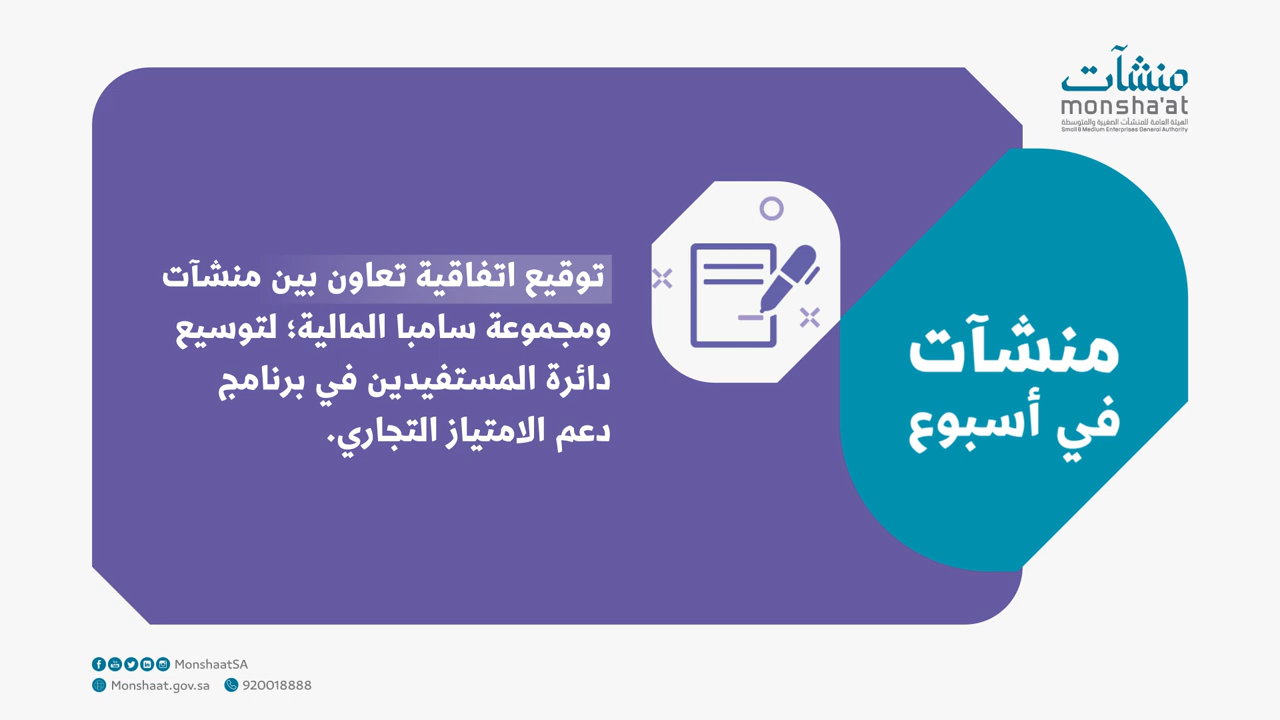 منشآت
monsha'at
الهيئة العامة للمنشآت الصغيرة والمتوسطة
Small & Medium Enterprises General Authority
منشآت
في أسبوع
توقيع اتفاقية تعاون بين منشآت
ومجموعة سامبا المالية؛ لتوسيع
دائرة المستفيدين في برنامج
دعم الامتياز التجاري.
MonshaatSA
Monshaat.gov.sa 920018888